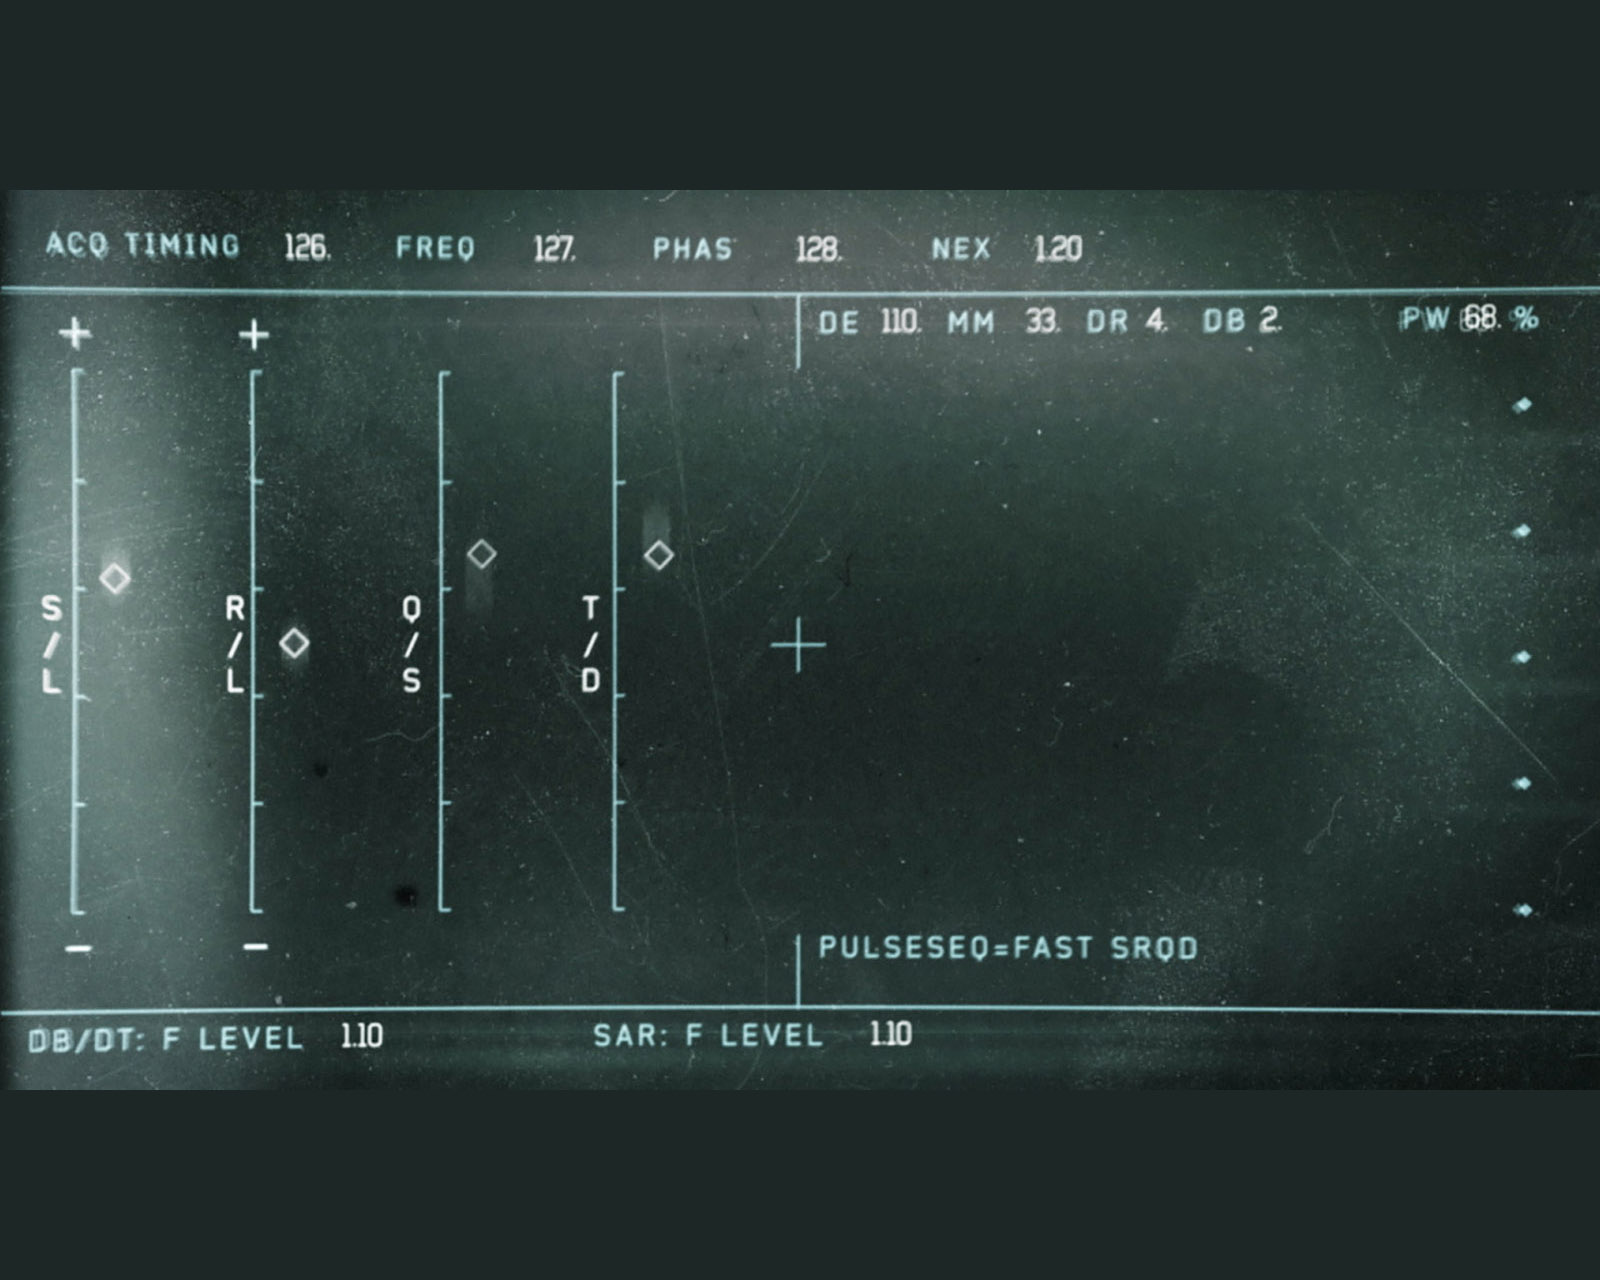 ACQ TIMING 126. FREQ 127. PHAS 128. NEX 1.20
DE 110. MM 33. DR 4. DB 2. PW 68. %
+ +
S/L R/L Q/S T/D
- -
PULSESEQ=FAST SRQD
DB/DT: F LEVEL 1.10 SAR: F LEVEL 1.10